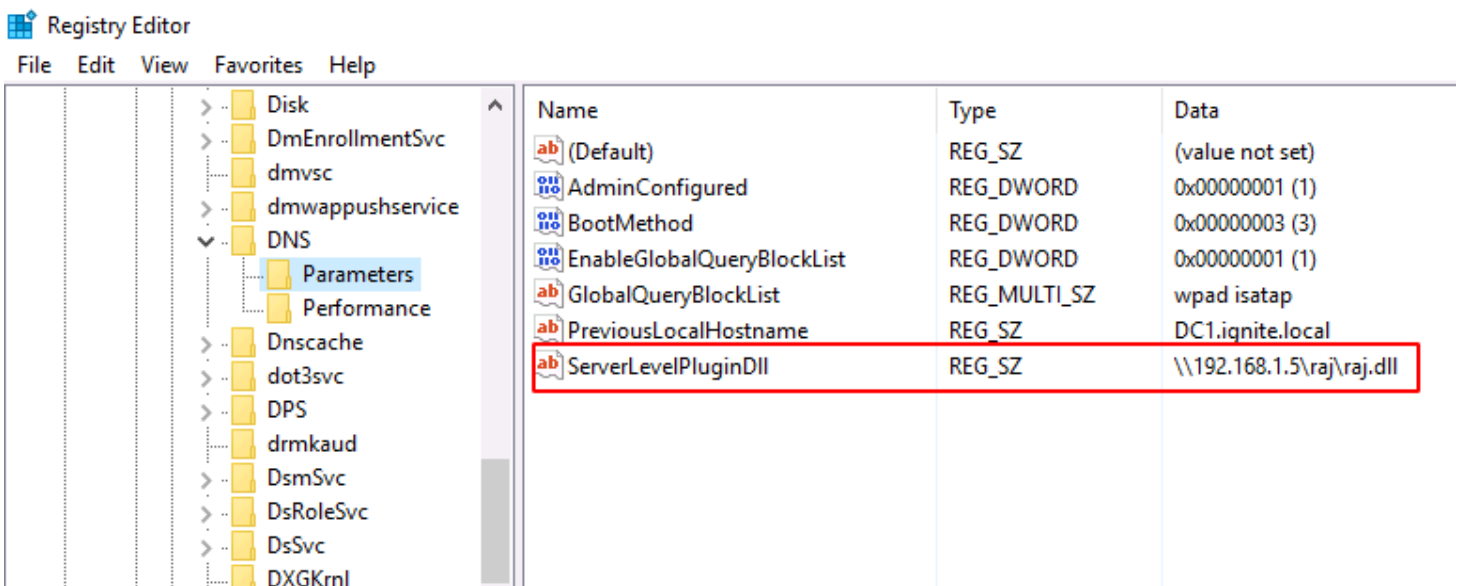 Registry Editor
File Edit View Favorites Help
Disk
DmEnrollmentSvc
dmvsc
dmwappushservice
DNS
Parameters
Performance
Dnscache
dot3svc
DPS
drmkaud
DsmSvc
DsRoleSvc
DsSvc
DXGKrnl
Name Type Data
(Default) REG_SZ (value not set)
AdminConfigured REG_DWORD 0x00000001 (1)
BootMethod REG_DWORD 0x00000003 (3)
EnableGlobalQueryBlockList REG_DWORD 0x00000001 (1)
GlobalQueryBlockList REG_MULTI_SZ wpad isatap
PreviousLocalHostname REG_SZ DC1.ignite.local
ServerLevelPluginDll REG_SZ \\192.168.1.5\raj\raj.dll